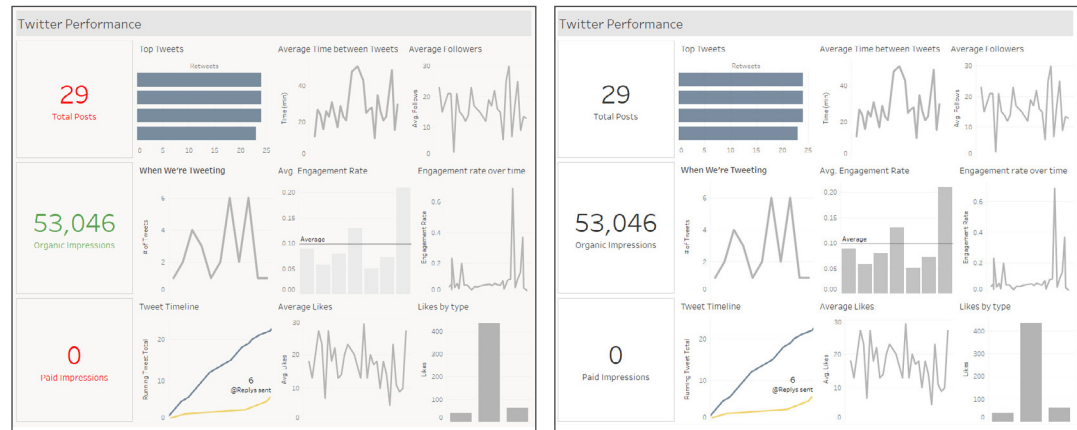 Twitter Performance
29
Total Posts
Top Tweets
Retweets
0 5 10 15 20 25
Average Time between Tweets
Time (min)
40
20
0
Average Followers
Avg. Follows
30
20
10
0
53,046
Organic Impressions
When We're Tweeting
# of Tweets
6
4
2
0
Avg. Engagement Rate
0.20
0.15
Average
0.10
0.05
0.00
Engagement rate over time
Engagement Rate
0.6
0.4
0.2
0.0
0
Paid Impressions
Tweet Timeline
Running Tweet Total
20
10
0
6
@Replys sent
Average Likes
Avg. Likes
30
20
10
0
Likes by type
Likes
400
300
200
100
0
Twitter Performance
29
Total Posts
Top Tweets
Retweets
0 5 10 15 20 25
Average Time between Tweets
Time (min)
40
20
0
Average Followers
Avg. Follows
30
20
10
0
53,046
Organic Impressions
When We're Tweeting
# of Tweets
6
4
2
0
Avg. Engagement Rate
0.20
0.15
Average
0.10
0.05
0.00
Engagement rate over time
Engagement Rate
0.6
0.2
0.2
0.0
0
Paid Impressions
Tweet Timeline
Running Tweet Total
20
10
0
6
@Replys sent
Average Likes
Avg. Likes
30
20
10
0
Likes by type
Likes
400
300
200
100
0